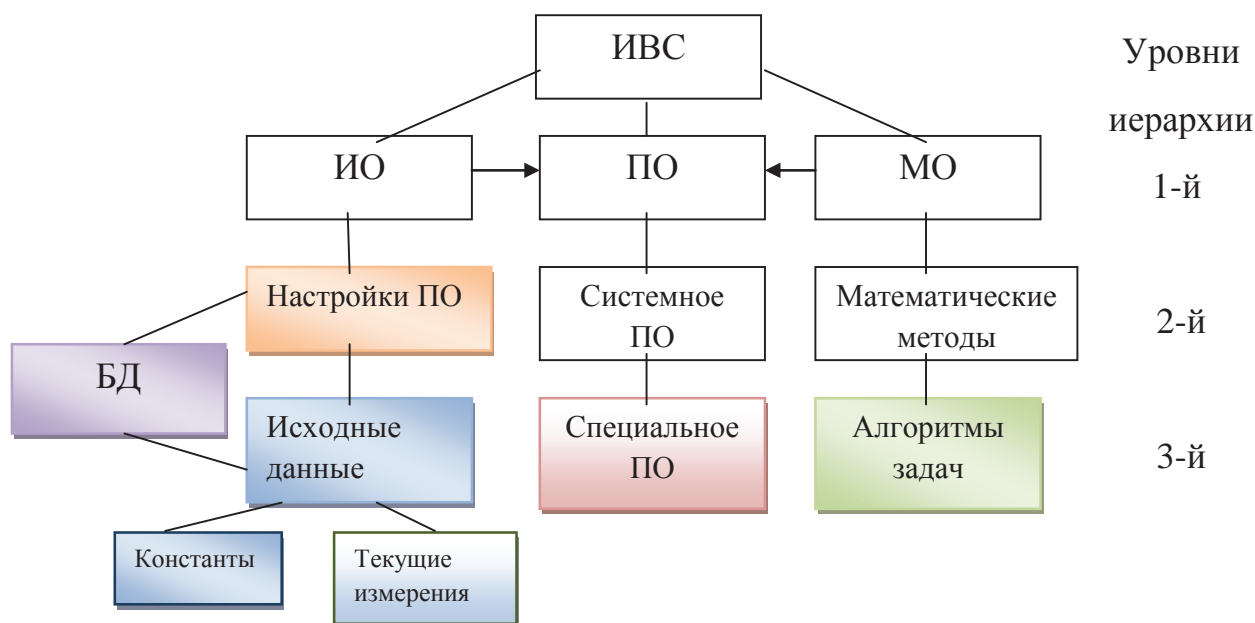 ИВС
Уровни
иерархии
ИО
ПО
МО
1-й
Настройки ПО
Системное
ПО
Математические
методы
2-й
БД
Исходные
данные
Специальное
ПО
Алгоритмы
задач
3-й
Константы
Текущие
измерения